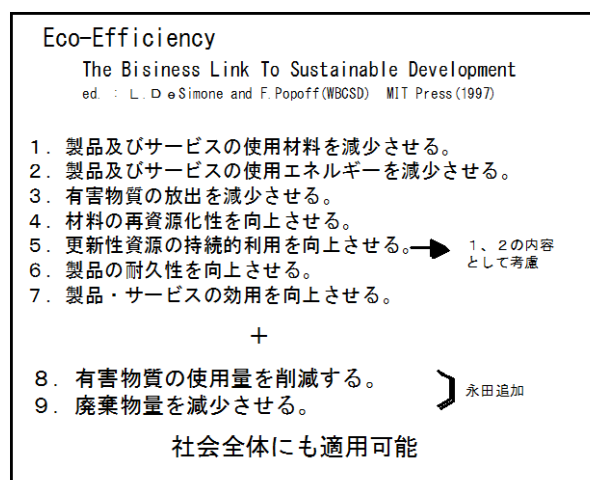 Eco-Efficiency
The Bisiness Link To Sustainable Development
ed. : L.DeSimone and F.Popoff(WBCSD) MIT Press(1997)
1．製品及びサービスの使用材料を減少させる。
2．製品及びサービスの使用エネルギーを減少させる。
3．有害物質の放出を減少させる。
4．材料の再資源化性を向上させる。
5．更新性資源の持続的利用を向上させる。
1、2の内容
として考慮
6．製品の耐久性を向上させる。
7．製品・サービスの効用を向上させる。
＋
8．有害物質の使用量を削減する。
9．廃棄物量を減少させる。
永田追加
社会全体にも適用可能